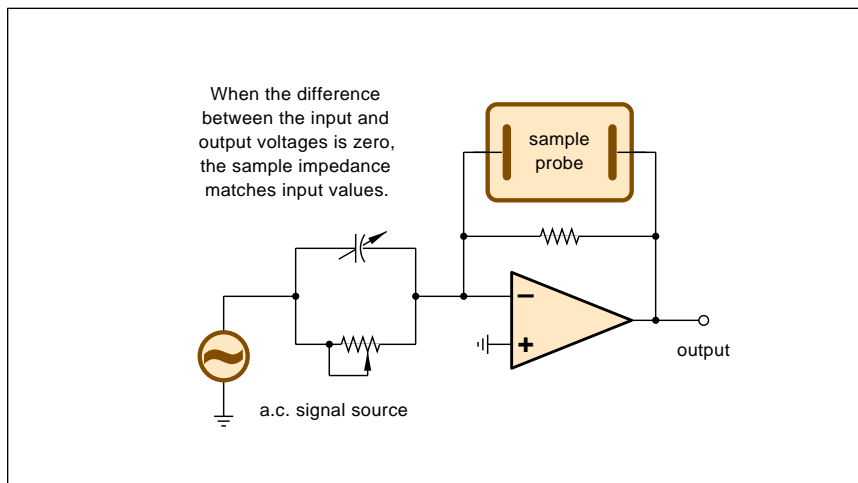 When the difference
between the input and
output voltages is zero,
the sample impedance
matches input values.
sample
probe
output
a.c. signal source